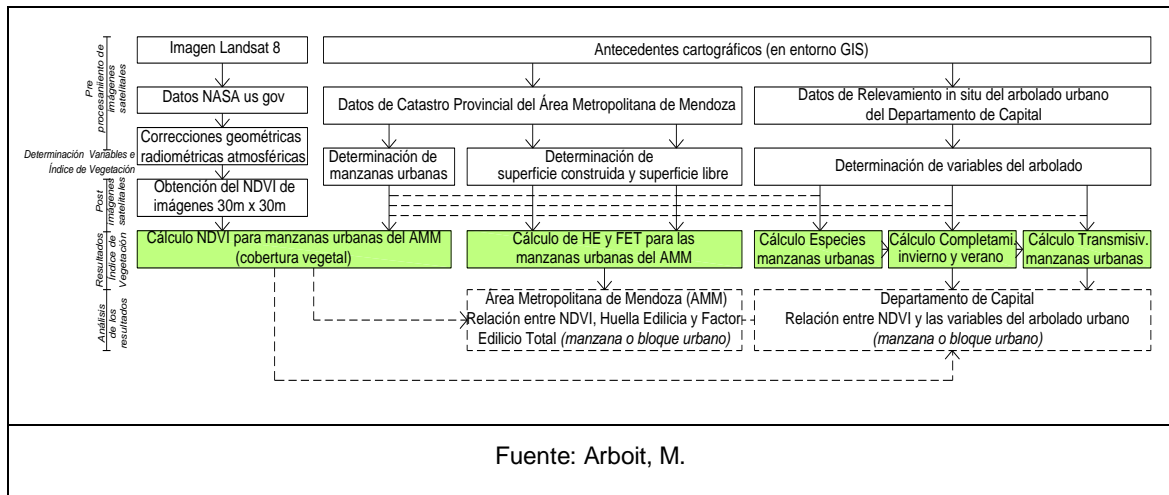 Pre
procesaniiento de
imágenes
satelitales
Imagen Landsat 8
Antecedentes cartográficos (en entorno GIS)
Datos NASA us gov
Datos de Catastro Provincial del Área Metropolitana de Mendoza
Datos de Relevamiento in situ del arbolado urbano
del Departamento de Capital
Correcciones geométricas
radiométricas atmosféricas
Determinación Variables e
Índice de Vegetación
Determinación de
manzanas urbanas
Determinación de
superficie construida y superficie libre
Determinación de variables del arbolado
Post
imágenes
satelitales
Obtención del NDVI de
imágenes 30m x 30m
Resultados
Índice de
Vegetación
Cálculo NDVI para manzanas urbanas del AMM
(cobertura vegetal)
Cálculo de HE y FET para las
manzanas urbanas del AMM
Cálculo Especies
manzanas urbanas
Cálculo Completami.
invierno y verano
Cálculo Transmisiv.
manzanas urbanas
Análisis
de los
resultados
Área Metropolitana de Mendoza (AMM)
Relación entre NDVI, Huella Edilicia y Factor
Edilicio Total (manzana o bloque urbano)
Departamento de Capital
Relación entre NDVI y las variables del arbolado urbano
(manzana o bloque urbano)
Fuente: Arboit, M.